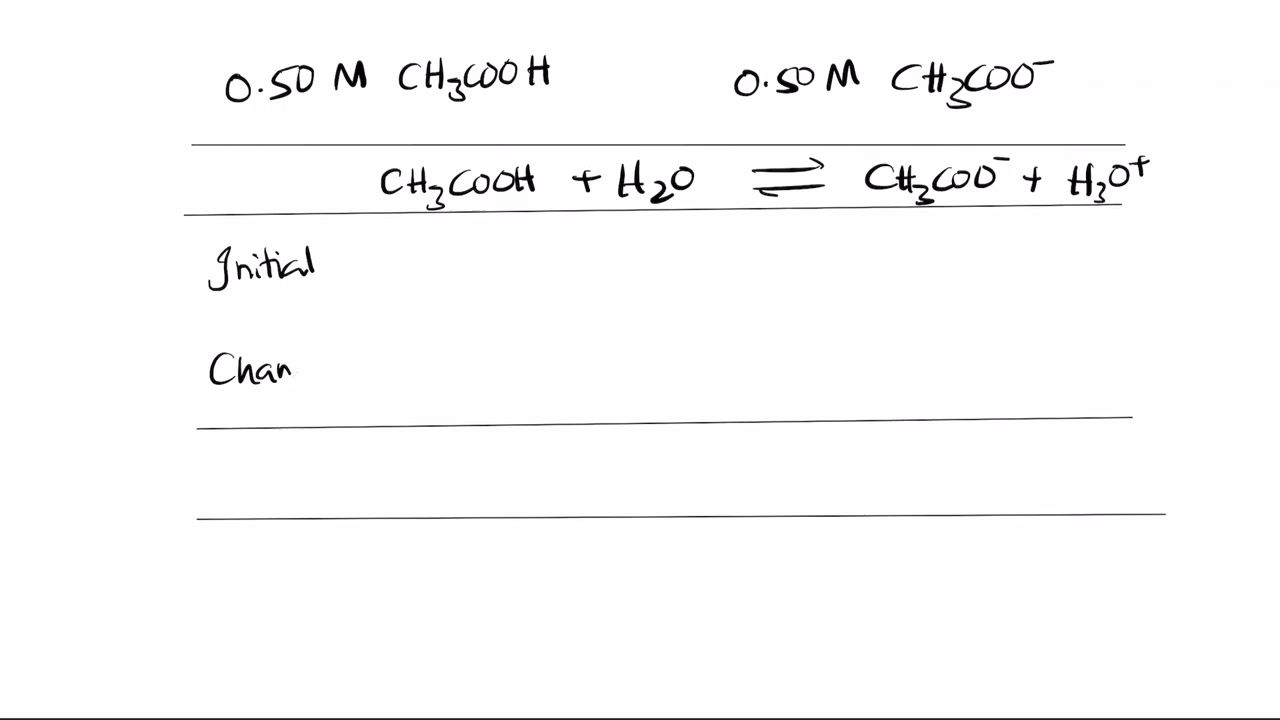 0.50 M CH₃COOH 0.50 M CH₃COO⁻
CH₃COOH + H₂O ⇌ CH₃COO⁻ + H₃O⁺
Initial
Chan